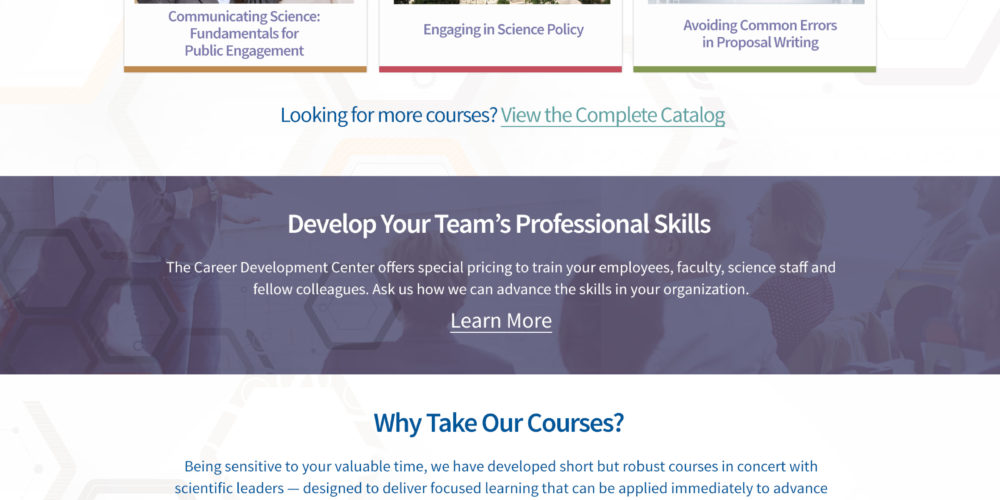 Communicating Science:
Fundamentals for
Public Engagement
Engaging in Science Policy
Avoiding Common Errors
in Proposal Writing
Looking for more courses? View the Complete Catalog
Develop Your Team’s Professional Skills
The Career Development Center offers special pricing to train your employees, faculty, science staff and
fellow colleagues. Ask us how we can advance the skills in your organization.
Learn More
Why Take Our Courses?
Being sensitive to your valuable time, we have developed short but robust courses in concert with
scientific leaders — designed to deliver focused learning that can be applied immediately to advance